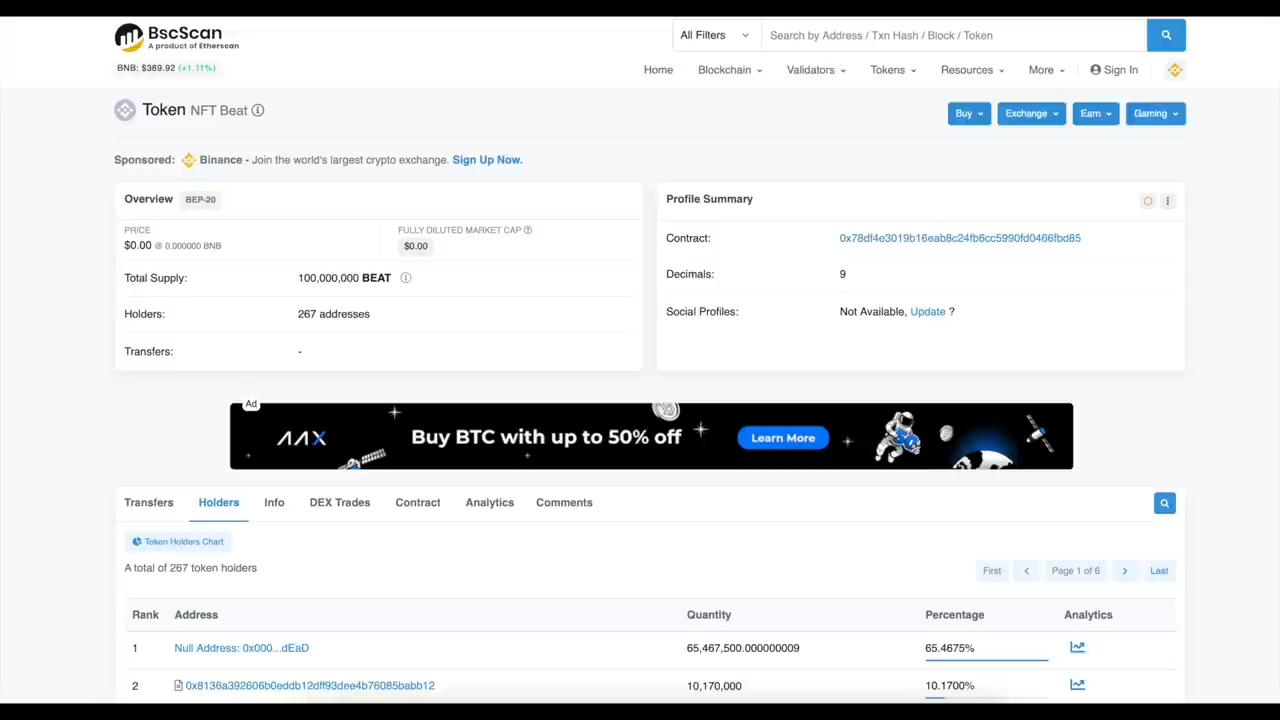 BscScan
A product of Etherscan
All Filters
Search by Address / Txn Hash / Block / Token
BNB: $389.92 (+1.11%)
Home Blockchain Validators Tokens Resources More Sign In
Token NFT Beat
Buy Exchange Earn Gaming
Sponsored: Binance - Join the world's largest crypto exchange. Sign Up Now.
Overview BEP-20
PRICE
$0.00 @ 0.000000 BNB
FULLY DILUTED MARKET CAP
$0.00
Total Supply: 100,000,000 BEAT
Holders: 267 addresses
Transfers: -
Profile Summary
Contract: 0x78df4e3019b16eab8c24fb6cc5990fd0466fbd85
Decimals: 9
Social Profiles: Not Available, Update ?
Ad
AAX
Buy BTC with up to 50% off
Learn More
Transfers Holders Info DEX Trades Contract Analytics Comments
Token Holders Chart
A total of 267 token holders
First Page 1 of 6 Last
Rank Address Quantity Percentage Analytics
1 Null Address: 0x000...dEaD 65,467,500.000000009 65.4675%
2 0x8136a392606b0eddb12dff93dee4b76085babb12 10,170,000 10.1700%